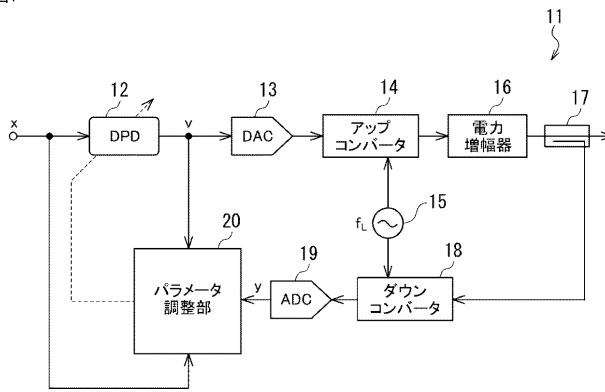 11
12
13
14
16
17
x
DPD
v
DAC
アップ
コンバータ
電力
増幅器
15
fL
20
19
18
パラメータ
調整部
y
ADC
ダウン
コンバータ